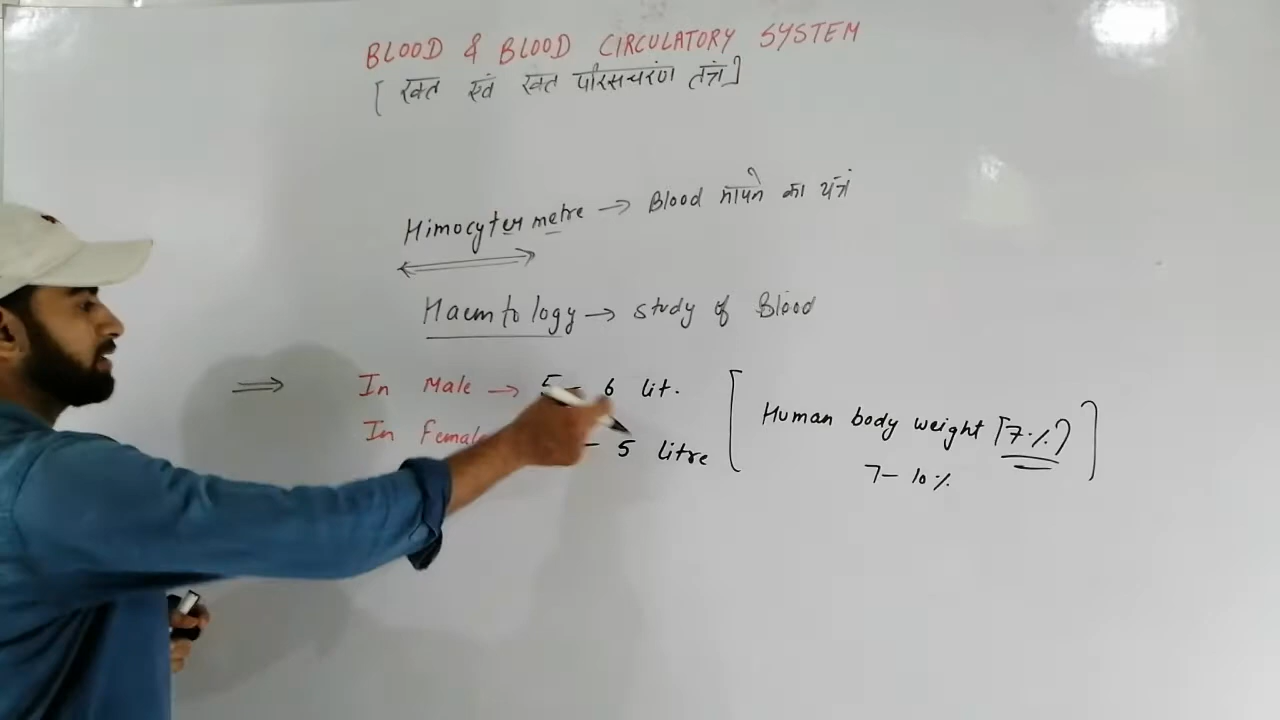 BLOOD & BLOOD CIRCULATORY SYSTEM
[ रक्त एवं रक्त परिसंचरण तंत्र ]
Himocytermetre → Blood मापने का यंत्र
Haemtology → study of Blood
⇒ In Male → 5 – 6 lit.
In Female – 5 litre
[ Human body weight [7%]
7 – 10% ]